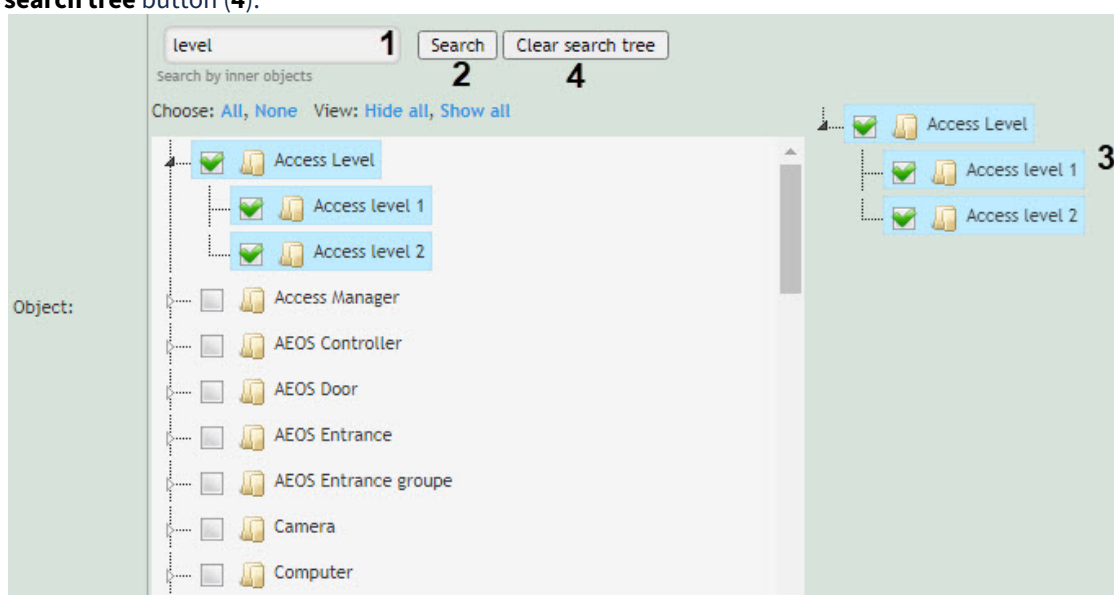 search tree button (4).
level 1 Search Clear search tree
Search by inner objects 2 4
Choose: All, None View: Hide all, Show all
Access Level
Access level 1
Access level 2
Access Manager
AEOS Controller
AEOS Door
AEOS Entrance
AEOS Entrance groupe
Camera
Computer
Object:
Access Level
Access level 1 3
Access level 2